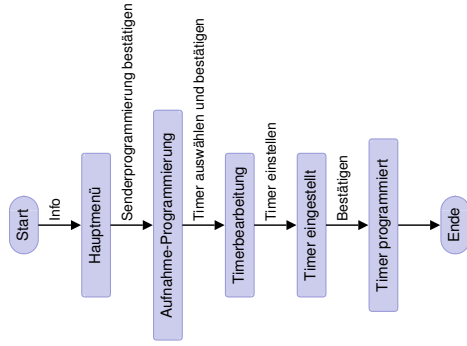 Start
Info
Hauptmenü
Senderprogrammierung bestätigen
Aufnahme-Programmierung
Timer auswählen und bestätigen
Timerbearbeitung
Timer einstellen
Timer eingestellt
Bestätigen
Timer programmiert
Ende